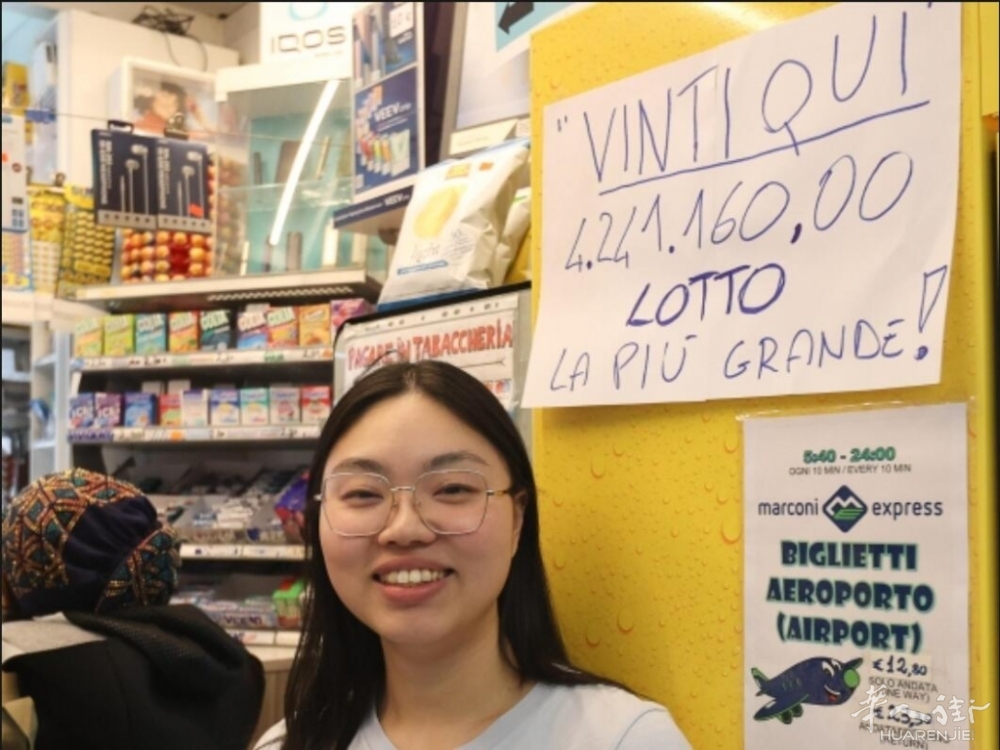 IQOS
VEEV
"VINTI QUI"
4.241.160,00
LOTTO
LA PIÙ GRANDE!
PAGARE IN TABACCHERIA
5:40 - 24:00
OGNI 10 MIN / EVERY 10 MIN
marconi express
BIGLIETTI
AEROPORTO
(AIRPORT)
€ 12,80
SOLO ANDATA
(ONE WAY)
华人街
HUARENJIE